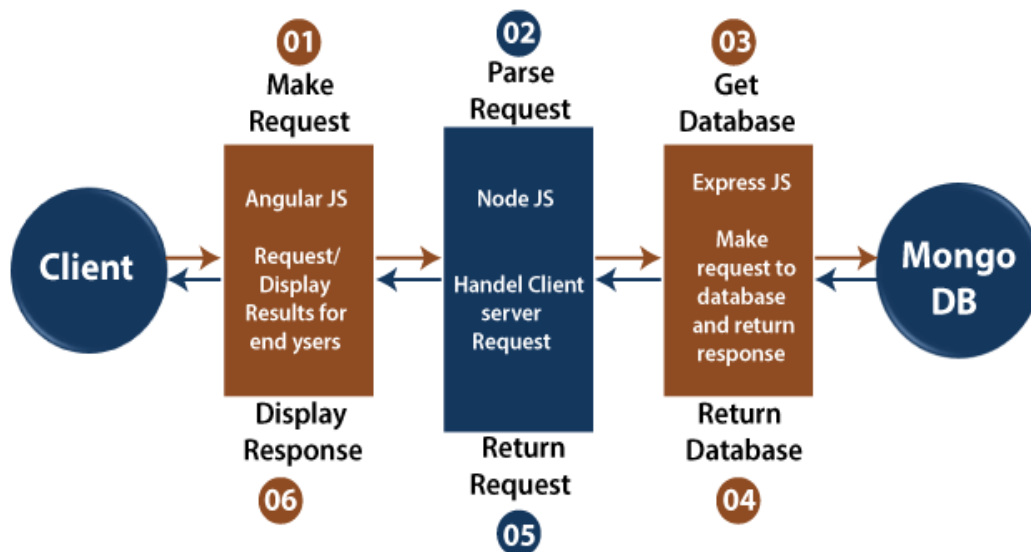 01
Make
Request
02
Parse
Request
03
Get
Database
Client
Angular JS
Request/
Display
Results for
end ysers
Node JS
Handel Client
server
Request
Express JS
Make
request to
database
and return
response
Mongo
DB
Display
Response
06
Return
Request
05
Return
Database
04